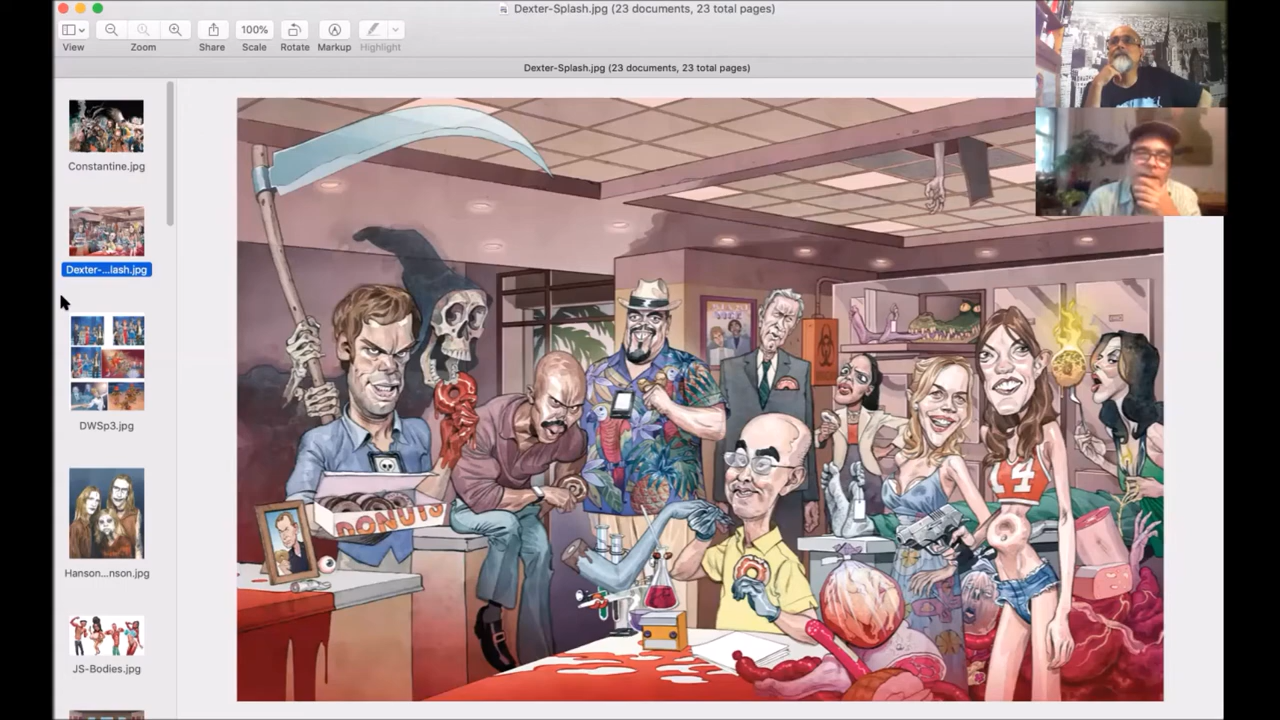 Dexter-Splash.jpg (23 documents, 23 total pages)
100%
View
Zoom
Share
Scale
Rotate
Markup
Highlight
Dexter-Splash.jpg (23 documents, 23 total pages)
Constantine.jpg
Dexter-...lash.jpg
DWSp3.jpg
Hanson...nson.jpg
JS-Bodies.jpg
DONUTS
14